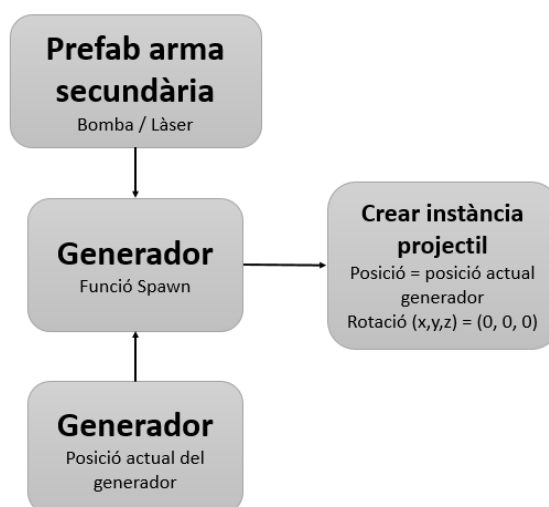 Prefab arma
secundària
Bomba / Làser
Generador
Funció Spawn
Crear instància
projectil
Posició = posició actual
generador
Rotació (x,y,z) = (0, 0, 0)
Generador
Posició actual del
generador